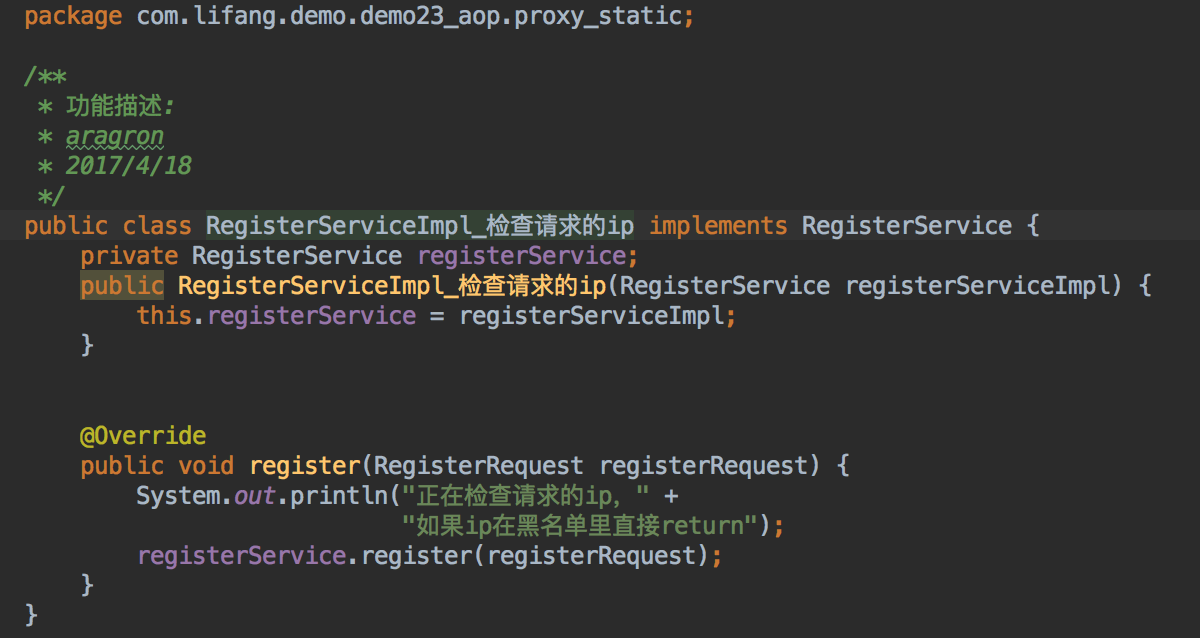 package com.lifang.demo.demo23_aop.proxy_static;
/**
* 功能描述:
* aragron
* 2017/4/18
*/
public class RegisterServiceImpl_检查请求的ip implements RegisterService {
private RegisterService registerService;
public RegisterServiceImpl_检查请求的ip(RegisterService registerServiceImpl) {
this.registerService = registerServiceImpl;
}
@Override
public void register(RegisterRequest registerRequest) {
System.out.println("正在检查请求的ip，" +
"如果ip在黑名单里直接return");
registerService.register(registerRequest);
}
}